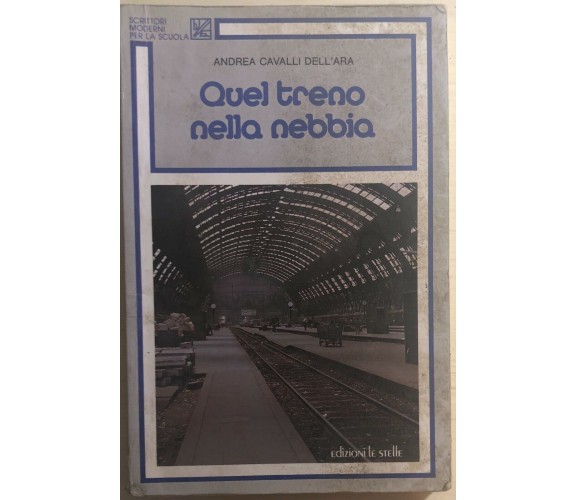 SCRITTORI
MODERNI
PER LA SCUOLA
ANDREA CAVALLI DELL'ARA
Quel treno
nella nebbia
EDIZIONI LE STELLE